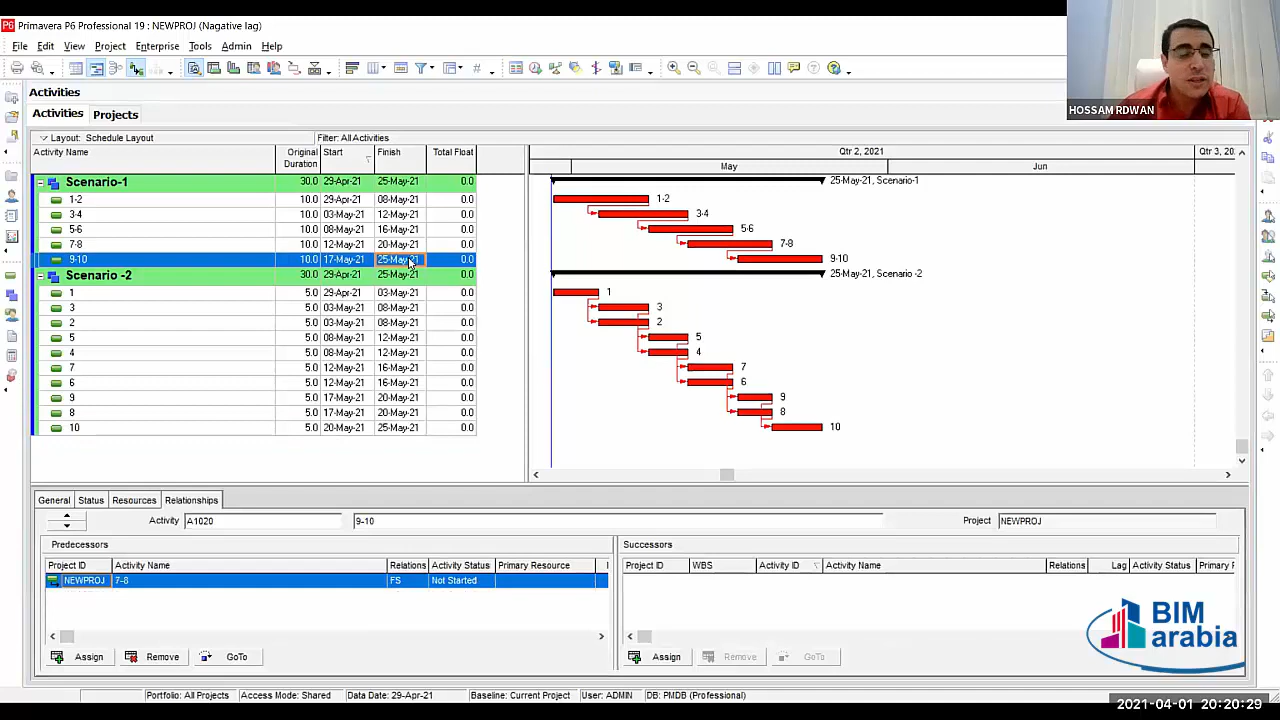 Primavera P6 Professional 19 : NEWPROJ (Nagative lag)
File Edit View Project Enterprise Tools Admin Help
HOSSAM RDWAN
Activities
Activities Projects
Layout: Schedule Layout Filter: All Activities
Activity Name Original Duration Start Finish Total Float
Qtr 2, 2021
May Jun
Scenario-1 30.0 29-Apr-21 25-May-21 0.0 25-May-21, Scenario-1
1-2 10.0 29-Apr-21 08-May-21 0.0 1-2
3-4 10.0 03-May-21 12-May-21 0.0 3-4
5-6 10.0 08-May-21 16-May-21 0.0 5-6
7-8 10.0 12-May-21 20-May-21 0.0 7-8
9-10 10.0 17-May-21 25-May-21 0.0 9-10
Scenario -2 30.0 29-Apr-21 25-May-21 0.0 25-May-21, Scenario -2
1 5.0 29-Apr-21 03-May-21 0.0 1
3 5.0 03-May-21 08-May-21 0.0 3
2 5.0 03-May-21 08-May-21 0.0 2
5 5.0 08-May-21 12-May-21 0.0 5
4 5.0 08-May-21 12-May-21 0.0 4
7 5.0 12-May-21 16-May-21 0.0 7
6 5.0 12-May-21 16-May-21 0.0 6
9 5.0 17-May-21 20-May-21 0.0 9
8 5.0 17-May-21 20-May-21 0.0 8
10 5.0 20-May-21 25-May-21 0.0 10
General Status Resources Relationships
Activity A1020 9-10 Project NEWPROJ
Predecessors Successors
Project ID Activity Name Relations Activity Status Primary Resource
Project ID WBS Activity ID Activity Name Relations Lag Activity Status
NEWPROJ 7-8 FS Not Started
BIM
arabia
Assign Remove GoTo Assign Remove GoTo
Portfolio: All Projects Access Mode: Shared Data Date: 29-Apr-21 Baseline: Current Project User: ADMIN DB: PMDB (Professional)
2021-04-01 20:20:29